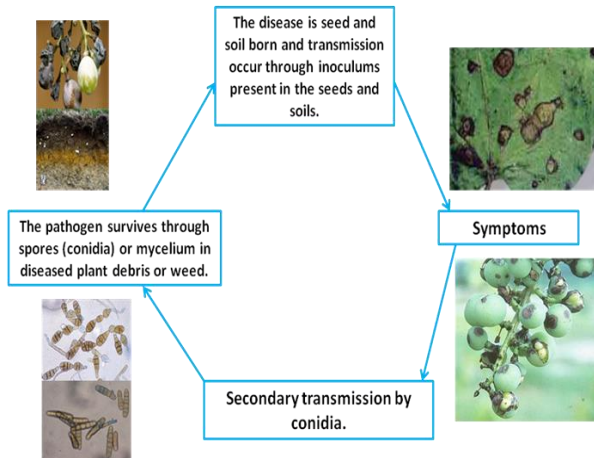 The disease is seed and
soil born and transmission
occur through inoculums
present in the seeds and
soils.
Symptoms
Secondary transmission by
conidia.
The pathogen survives through
spores (conidia) or mycelium in
diseased plant debris or weed.